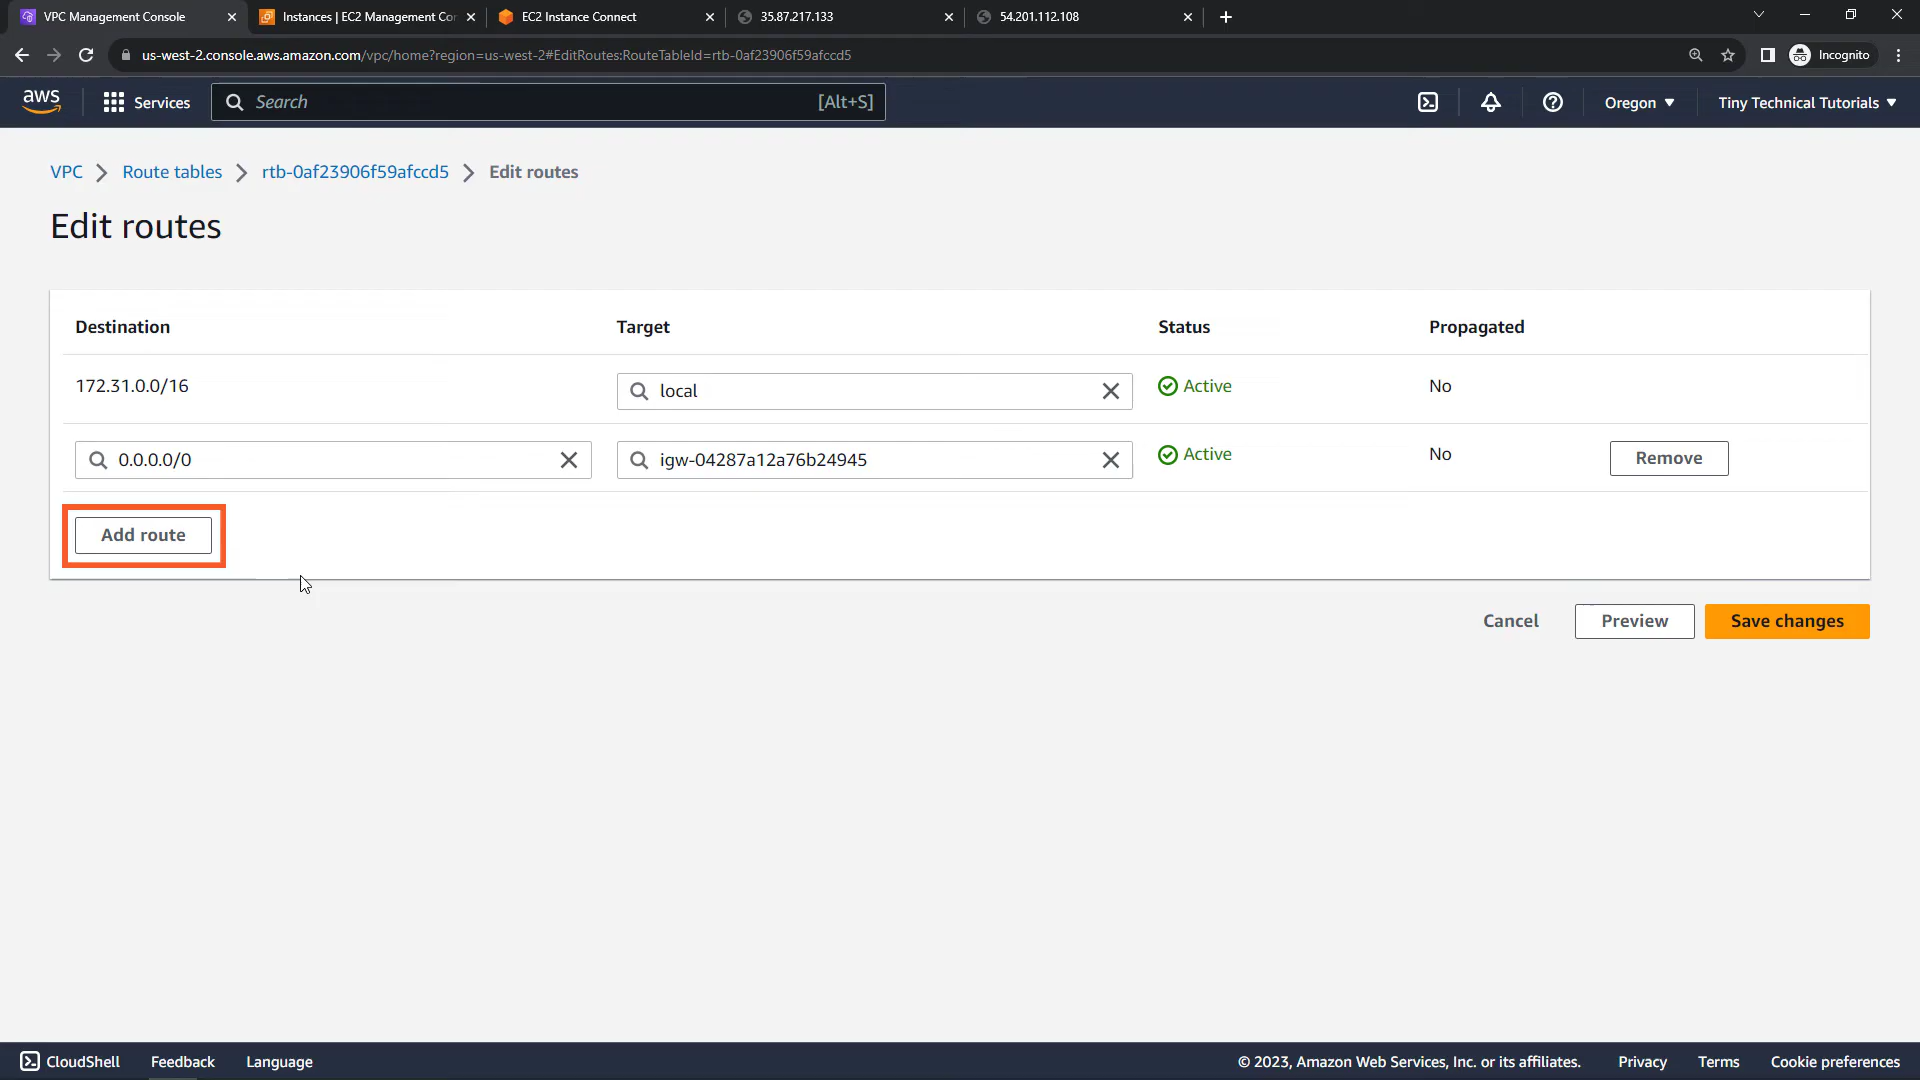 VPC Management Console
Instances | EC2 Management Cor
EC2 Instance Connect
35.87.217.133
54.201.112.108
us-west-2.console.aws.amazon.com/vpc/home?region=us-west-2#EditRoutes:RouteTableId=rtb-0af23906f59afccd5
Incognito
aws
Services
Search
[Alt+S]
Oregon
Tiny Technical Tutorials
VPC
Route tables
rtb-0af23906f59afccd5
Edit routes
Edit routes
Destination Target Status Propagated
172.31.0.0/16 local Active No
0.0.0.0/0 igw-04287a12a76b24945 Active No Remove
Add route
Cancel Preview Save changes
CloudShell Feedback Language © 2023, Amazon Web Services, Inc. or its affiliates. Privacy Terms Cookie preferences